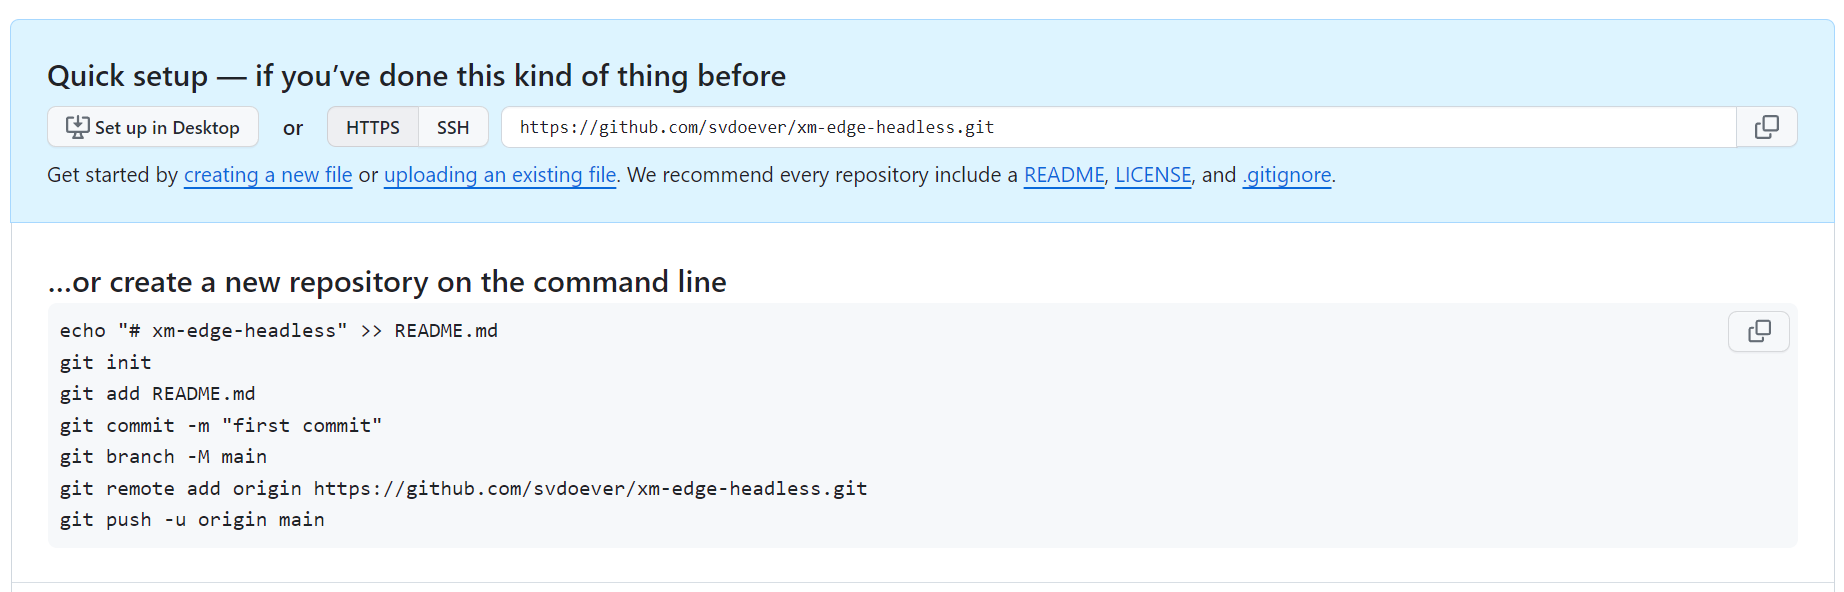 Quick setup — if you’ve done this kind of thing before
Set up in Desktop or HTTPS SSH https://github.com/svdoever/xm-edge-headless.git
Get started by creating a new file or uploading an existing file. We recommend every repository include a README, LICENSE, and .gitignore.
…or create a new repository on the command line
echo "# xm-edge-headless" >> README.md
git init
git add README.md
git commit -m "first commit"
git branch -M main
git remote add origin https://github.com/svdoever/xm-edge-headless.git
git push -u origin main